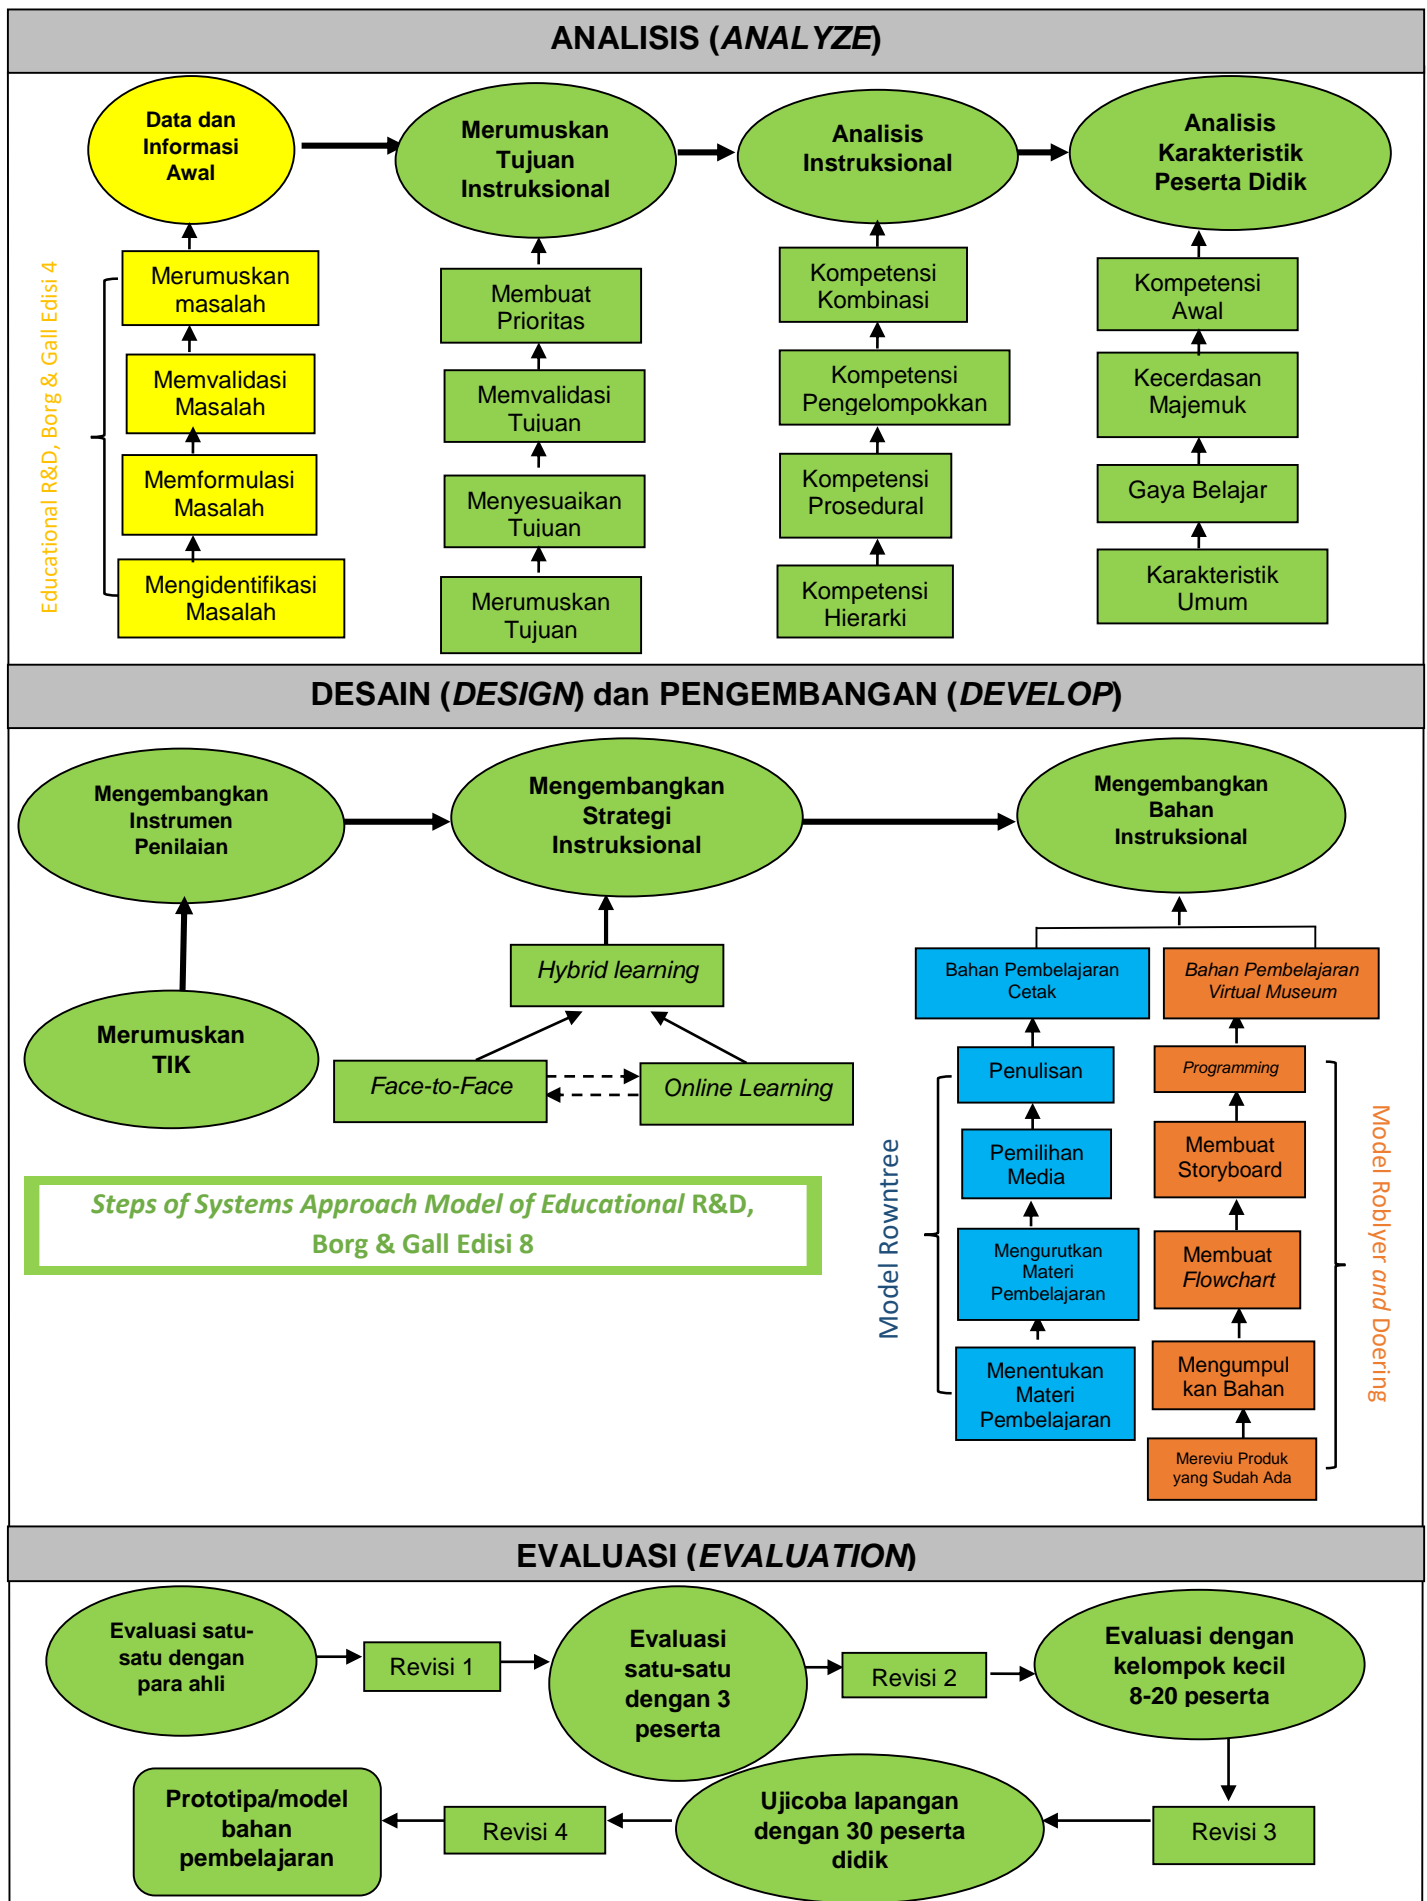 ANALISIS (ANALYZE)
Data dan
Informasi
Awal
Merumuskan
Tujuan
Instruksional
Analisis
Instruksional
Analisis
Karakteristik
Peserta Didik
Educational R&D, Borg & Gall Edisi 4
Merumuskan
masalah
Memvalidasi
Masalah
Memformulasi
Masalah
Mengidentifikasi
Masalah
Membuat
Prioritas
Memvalidasi
Tujuan
Menyesuaikan
Tujuan
Merumuskan
Tujuan
Kompetensi
Kombinasi
Kompetensi
Pengelompokkan
Kompetensi
Prosedural
Kompetensi
Hierarki
Kompetensi
Awal
Kecerdasan
Majemuk
Gaya Belajar
Karakteristik
Umum
DESAIN (DESIGN) dan PENGEMBANGAN (DEVELOP)
Mengembangkan
Instrumen
Penilaian
Mengembangkan
Strategi
Instruksional
Mengembangkan
Bahan
Instruksional
Merumuskan
TIK
Hybrid learning
Face-to-Face
Online Learning
Steps of Systems Approach Model of Educational R&D,
Borg & Gall Edisi 8
Model Rowntree
Bahan Pembelajaran
Cetak
Penulisan
Pemilihan
Media
Mengurutkan
Materi
Pembelajaran
Menentukan
Materi
Pembelajaran
Bahan Pembelajaran
Virtual Museum
Programming
Membuat
Storyboard
Membuat
Flowchart
Mengumpul
kan Bahan
Mereviu Produk
yang Sudah Ada
Model Roblyer and Doering
EVALUASI (EVALUATION)
Evaluasi satu-
satu dengan
para ahli
Revisi 1
Evaluasi
satu-satu
dengan 3
peserta
Revisi 2
Evaluasi dengan
kelompok kecil
8-20 peserta
Revisi 3
Ujicoba lapangan
dengan 30 peserta
didik
Revisi 4
Prototipa/model
bahan
pembelajaran